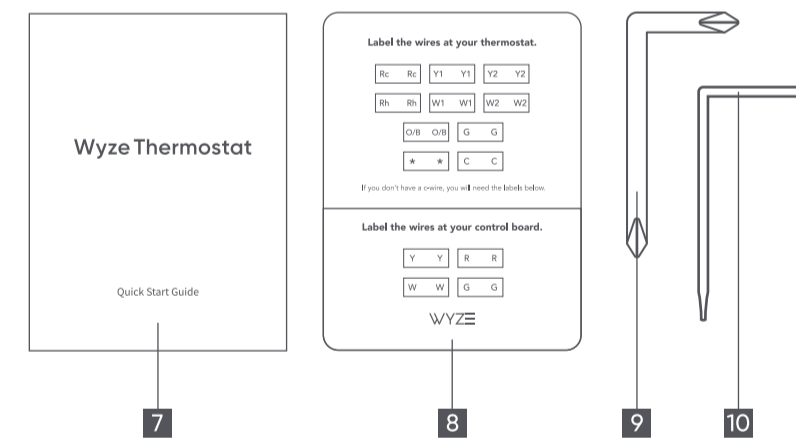 Wyze Thermostat
Quick Start Guide
7
Label the wires at your thermostat.
Rc Rc Y1 Y1 Y2 Y2
Rh Rh W1 W1 W2 W2
O/B O/B G G
* * C C
If you don't have a c-wire, you will need the labels below.
Label the wires at your control board.
Y Y R R
W W G G
WYZE
8
9
10